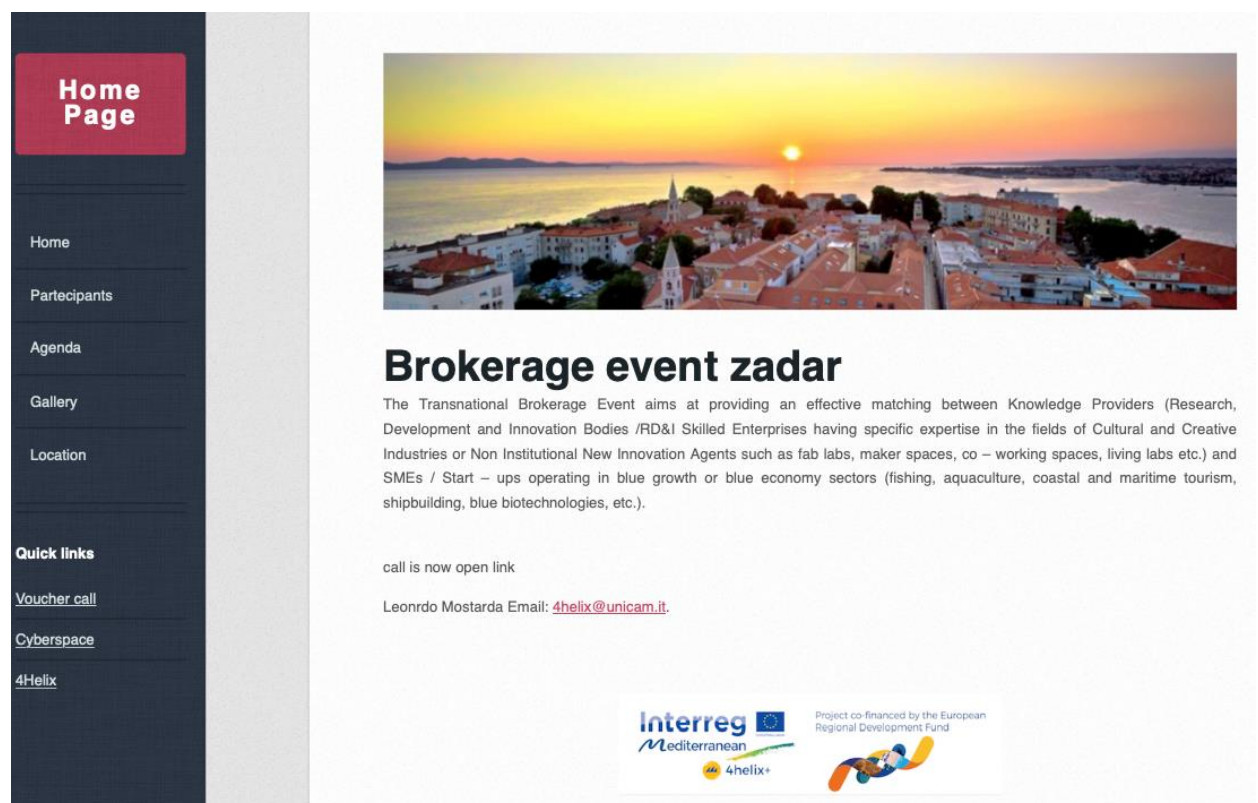 Home
Page
Home
Partecipants
Agenda
Gallery
Location
Quick links
Voucher call
Cyberspace
4Helix
Brokerage event zadar
The Transnational Brokerage Event aims at providing an effective matching between Knowledge Providers (Research,
Development and Innovation Bodies /RD&I Skilled Enterprises having specific expertise in the fields of Cultural and Creative
Industries or Non Institutional New Innovation Agents such as fab labs, maker spaces, co – working spaces, living labs etc.) and
SMEs / Start – ups operating in blue growth or blue economy sectors (fishing, aquaculture, coastal and maritime tourism,
shipbuilding, blue biotechnologies, etc.).
call is now open link
Leonrdo Mostarda Email: 4helix@unicam.it.
Interreg
Mediterranean
4helix+
Project co-financed by the European
Regional Development Fund